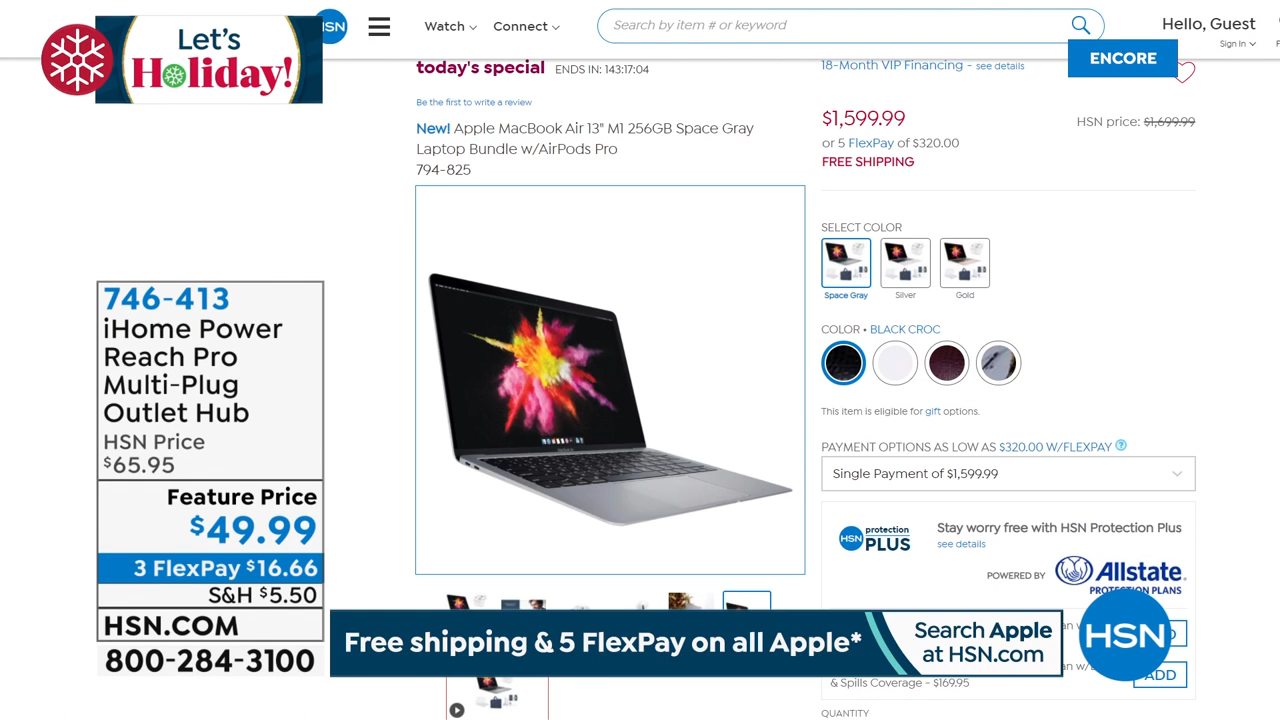 Let's
Holiday!
HSN
Watch
Connect
Search by item # or keyword
Hello, Guest
Sign In
ENCORE
today's special ENDS IN: 143:17:04
18-Month VIP Financing - see details
Be the first to write a review
New! Apple MacBook Air 13" M1 256GB Space Gray
Laptop Bundle w/AirPods Pro
794-825
$1,599.99
HSN price: $1,699.99
or 5 FlexPay of $320.00
FREE SHIPPING
SELECT COLOR
Space Gray
Silver
Gold
COLOR • BLACK CROC
This item is eligible for gift options.
PAYMENT OPTIONS AS LOW AS $320.00 W/FLEXPAY ?
Single Payment of $1,599.99
HSN protection PLUS
Stay worry free with HSN Protection Plus
see details
POWERED BY Allstate
PROTECTION PLANS
& Spills Coverage - $169.95
ADD
QUANTITY
746-413
iHome Power
Reach Pro
Multi-Plug
Outlet Hub
HSN Price
$65.95
Feature Price
$49.99
3 FlexPay $16.66
S&H $5.50
HSN.COM
800-284-3100
Free shipping & 5 FlexPay on all Apple*
Search Apple
at HSN.com
HSN